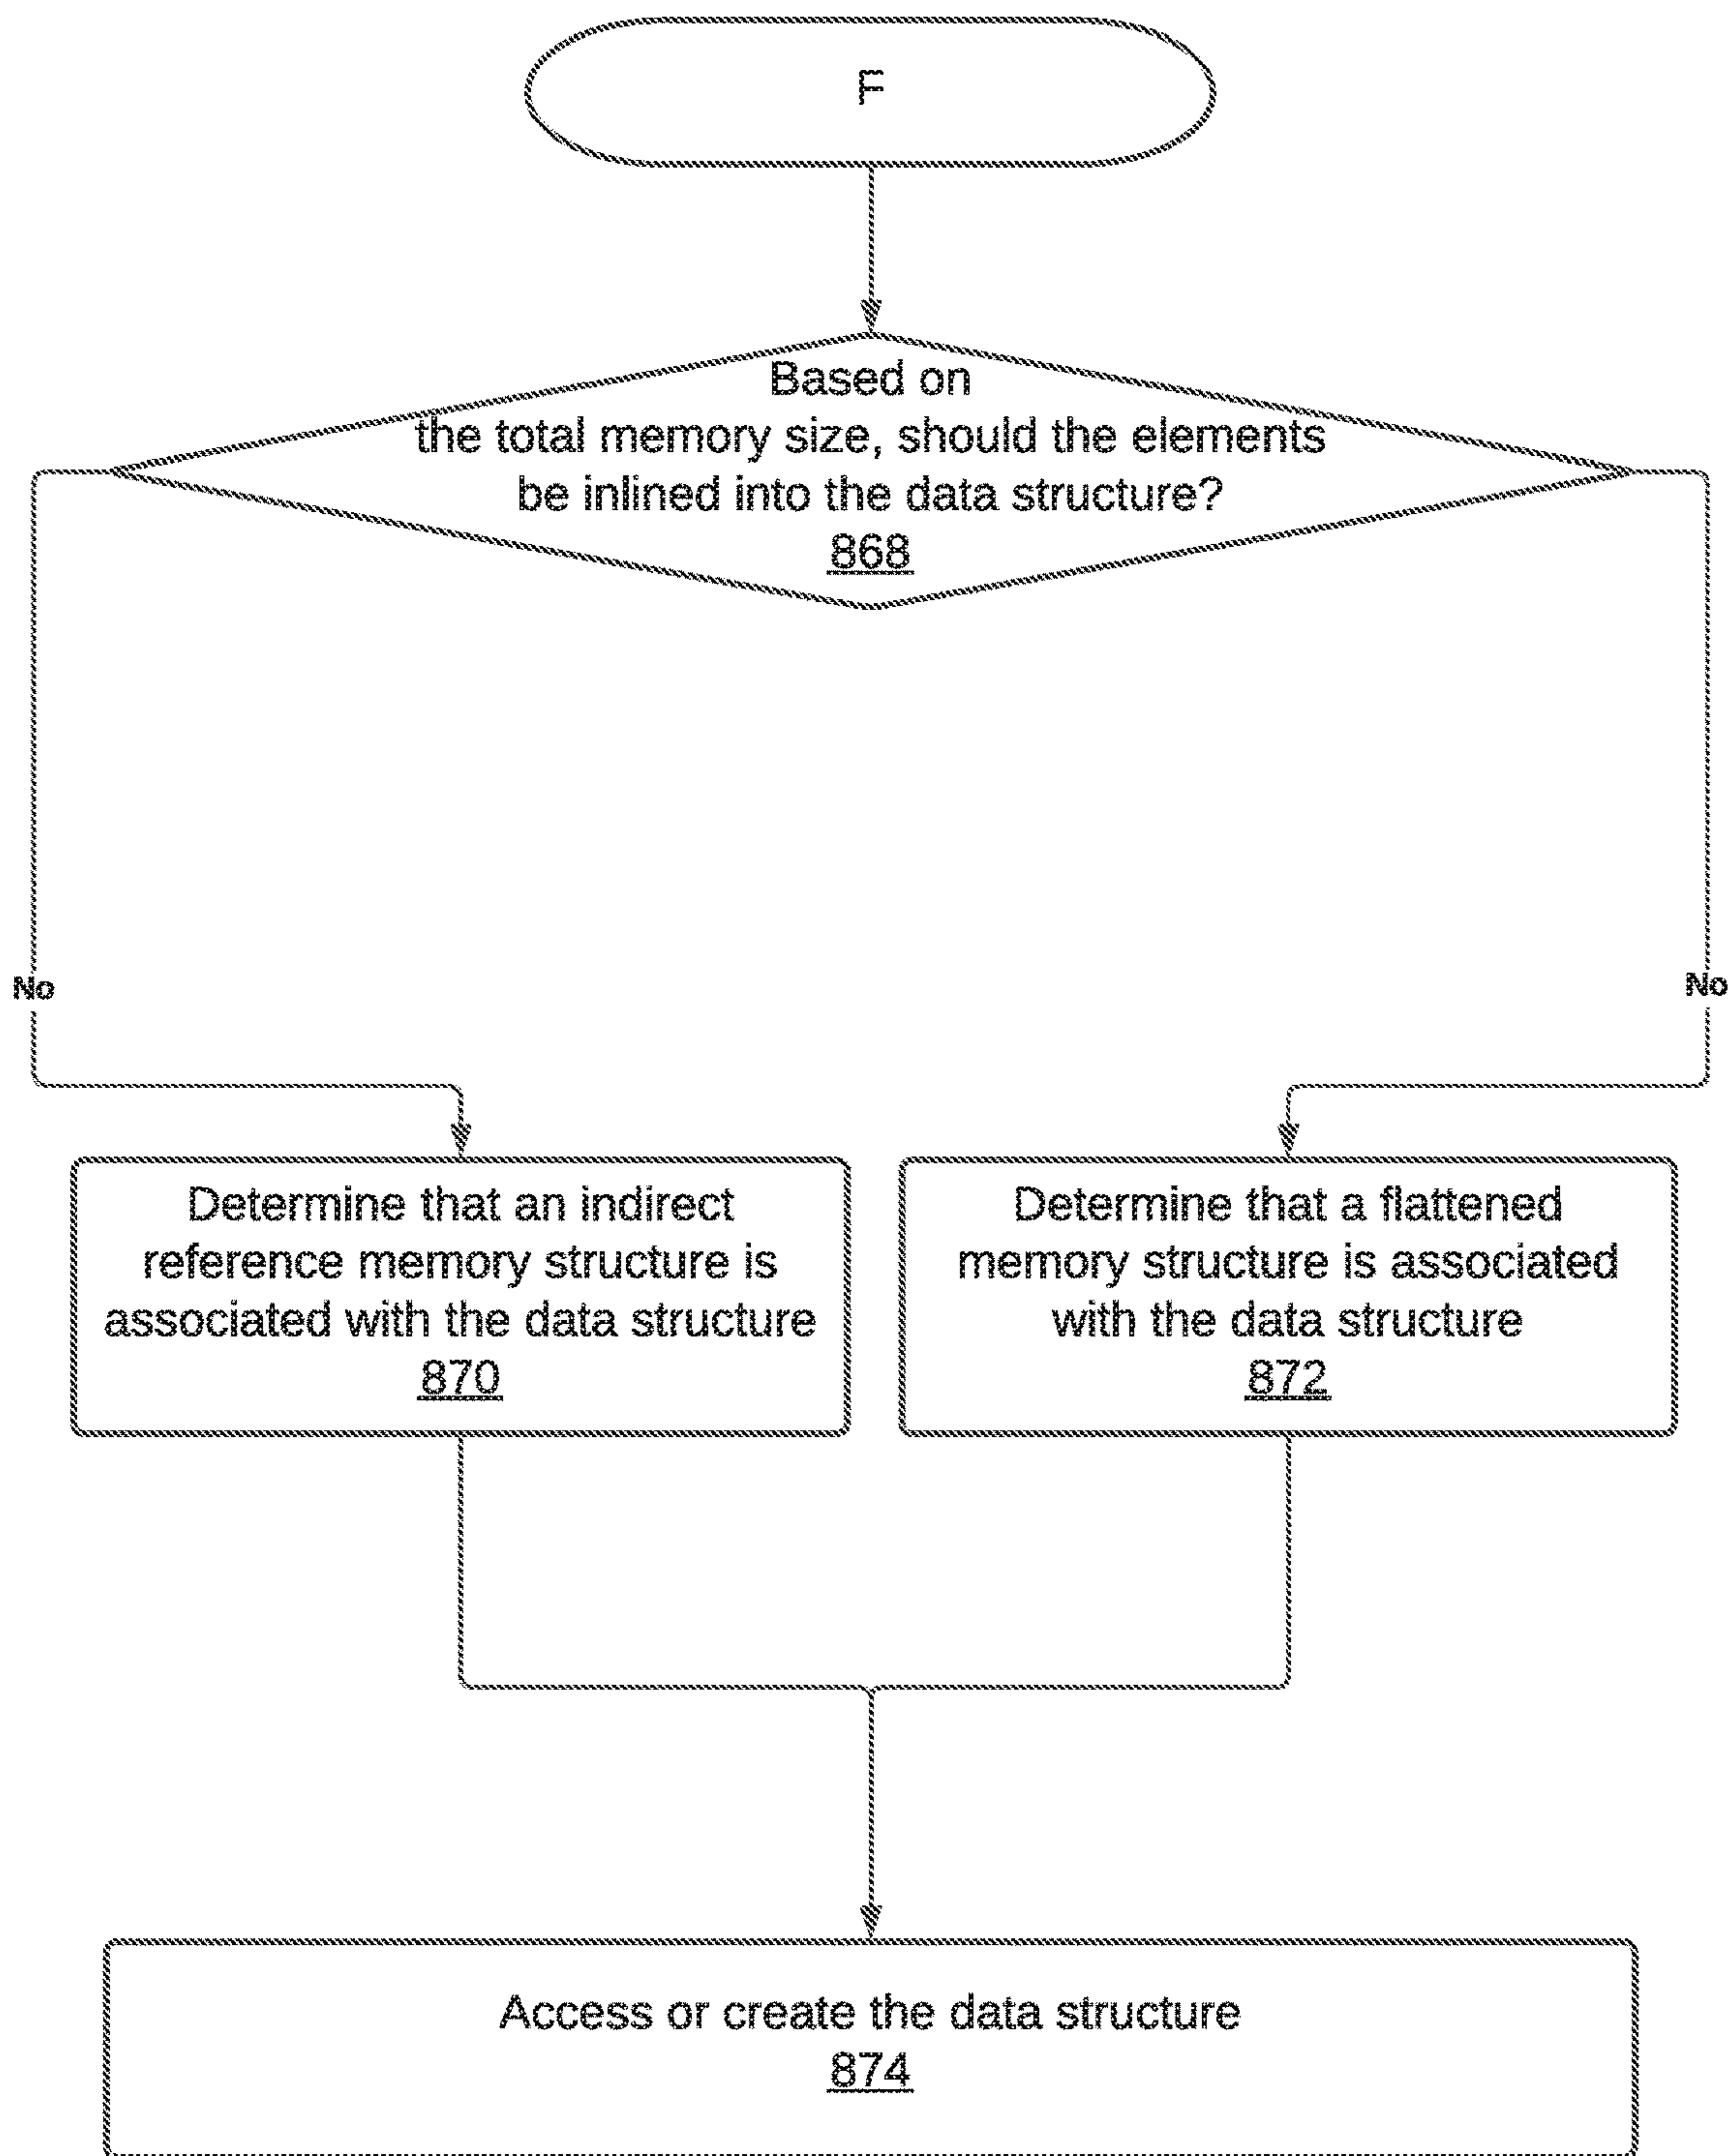 F
Based on
the total memory size, should the elements
be inlined into the data structure?
868
No
No
Determine that an indirect
reference memory structure is
associated with the data structure
870
Determine that a flattened
memory structure is associated
with the data structure
872
Access or create the data structure
874